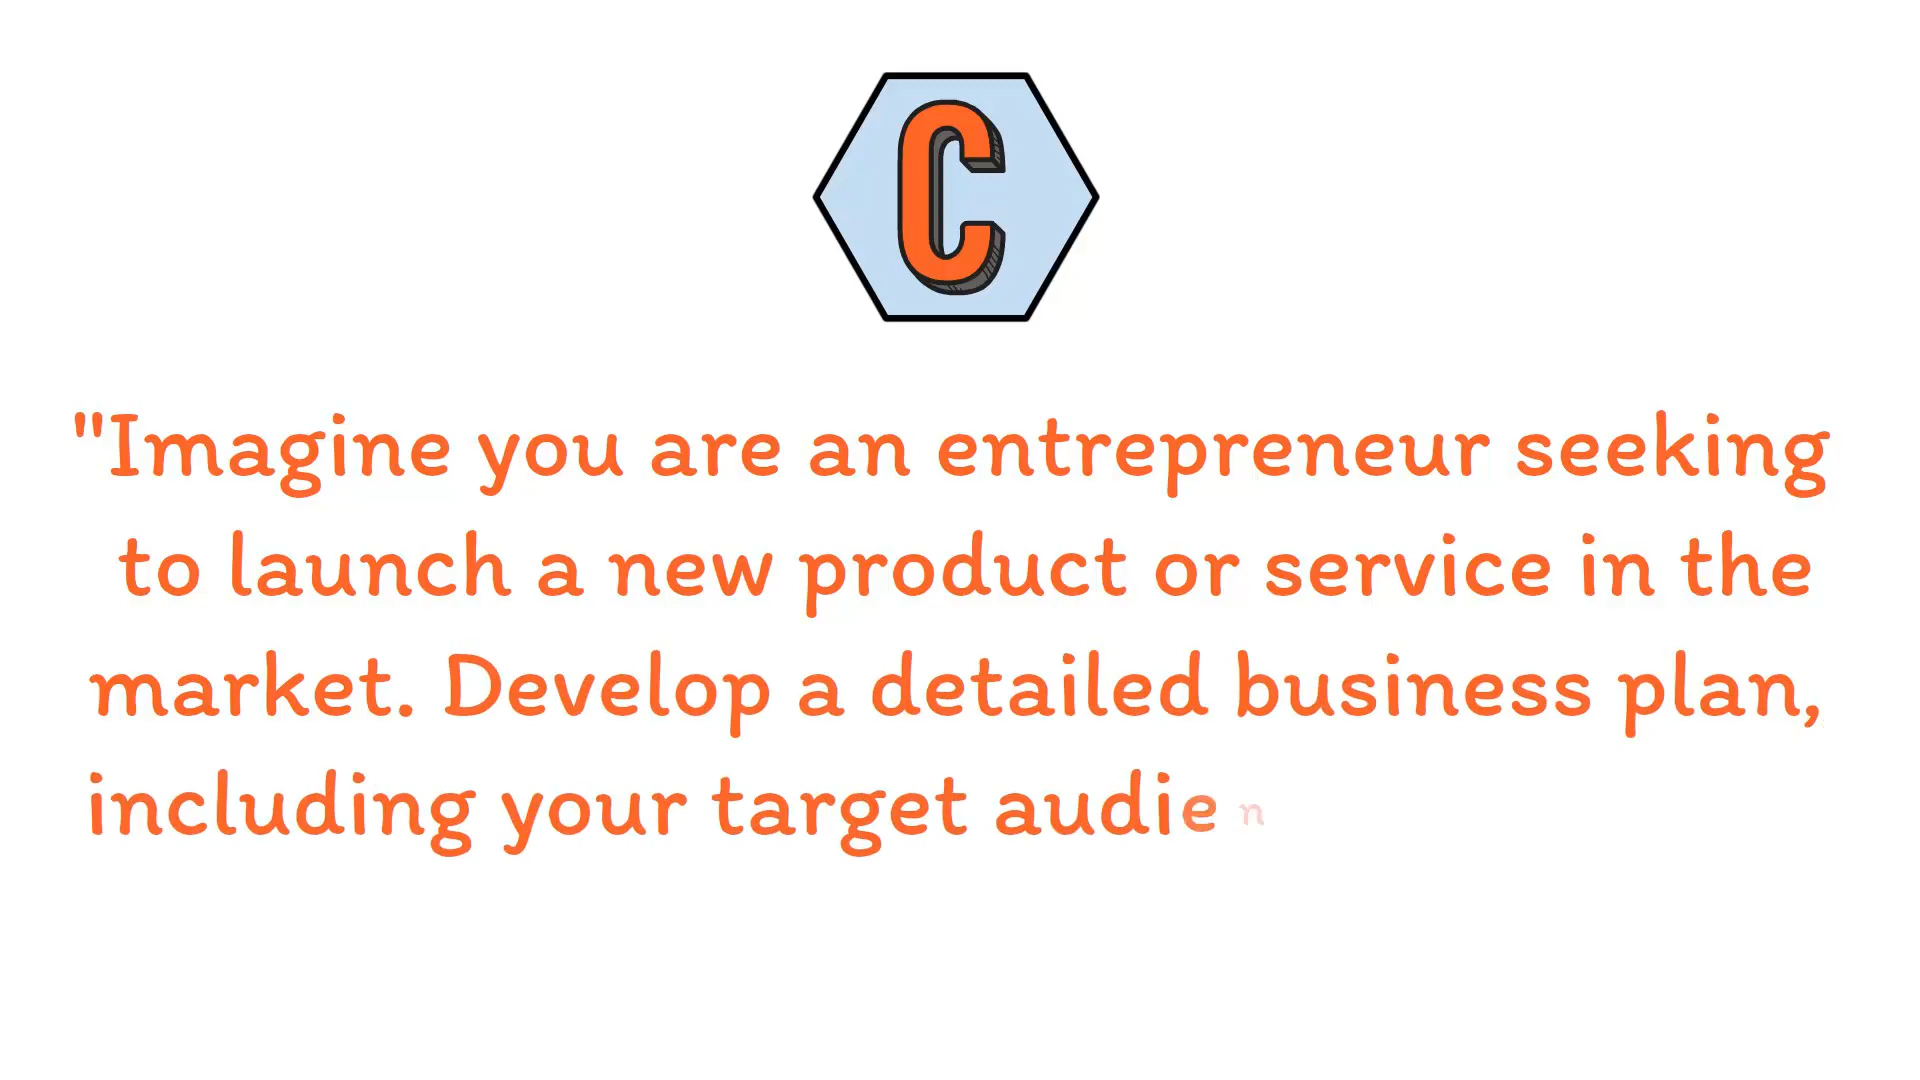 C
"Imagine you are an entrepreneur seeking
to launch a new product or service in the
market. Develop a detailed business plan,
including your target audien